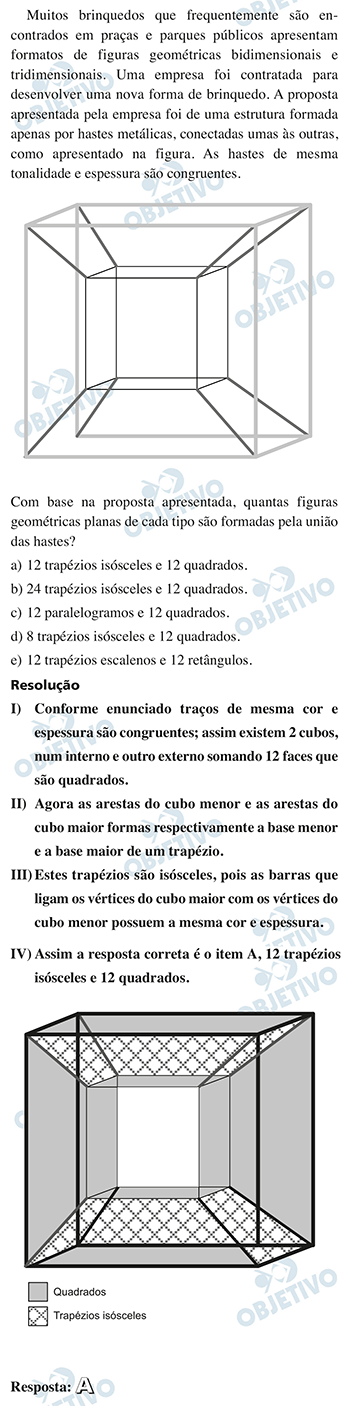 Muitos brinquedos que frequentemente são en-
contrados em praças e parques públicos apresentam
formatos de figuras geométricas bidimensionais e
tridimensionais. Uma empresa foi contratada para
desenvolver uma nova forma de brinquedo. A proposta
apresentada pela empresa foi de uma estrutura formada
apenas por hastes metálicas, conectadas umas às outras,
como apresentado na figura. As hastes de mesma
tonalidade e espessura são congruentes.
OBJETIVO
OBJETIVO
OBJETIVO
OBJETIVO
Com base na proposta apresentada, quantas figuras
geométricas planas de cada tipo são formadas pela união
das hastes?
a) 12 trapézios isósceles e 12 quadrados.
b) 24 trapézios isósceles e 12 quadrados.
c) 12 paralelogramos e 12 quadrados.
d) 8 trapézios isósceles e 12 quadrados.
e) 12 trapézios escalenos e 12 retângulos.
OBJETIVO
Resolução
I) Conforme enunciado traços de mesma cor e
espessura são congruentes; assim existem 2 cubos,
num interno e outro externo somando 12 faces que
são quadrados.
II) Agora as arestas do cubo menor e as arestas do
cubo maior formas respectivamente a base menor
e a base maior de um trapézio.
III) Estes trapézios são isósceles, pois as barras que
ligam os vértices do cubo maior com os vértices do
cubo menor possuem a mesma cor e espessura.
IV) Assim a resposta correta é o item A, 12 trapézios
isósceles e 12 quadrados.
Quadrados
Trapézios isósceles
OBJETIVO
Resposta: A